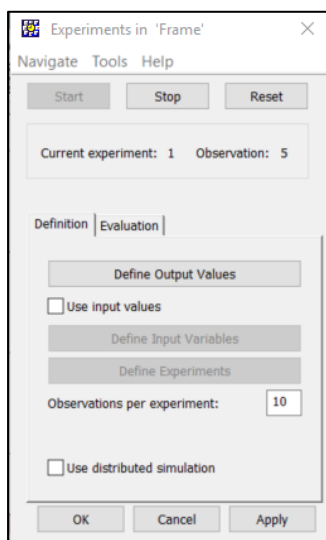 Experiments in 'Frame'
Navigate Tools Help
Start Stop Reset
Current experiment: 1 Observation: 5
Definition Evaluation
Define Output Values
Use input values
Define Input Variables
Define Experiments
Observations per experiment: 10
Use distributed simulation
OK Cancel Apply